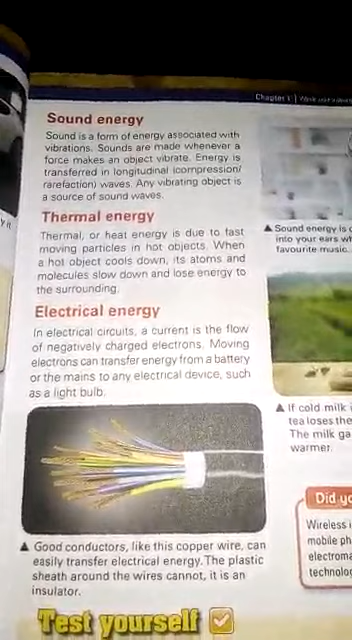 Chapter 1
Sound energy
Sound is a form of energy associated with
vibrations. Sounds are made whenever a
force makes an object vibrate. Energy is
transferred in longitudinal (compression/
rarefaction) waves. Any vibrating object is
a source of sound waves.
Thermal energy
Thermal, or heat energy is due to fast
moving particles in hot objects. When
a hot object cools down, its atoms and
molecules slow down and lose energy to
the surrounding.
Electrical energy
In electrical circuits, a current is the flow
of negatively charged electrons. Moving
electrons can transfer energy from a battery
or the mains to any electrical device, such
as a light bulb.
▲ Good conductors, like this copper wire, can
easily transfer electrical energy. The plastic
sheath around the wires cannot, it is an
insulator.
Test yourself
▲ Sound energy is
into your ears
favourite music.
▲ If cold milk
tea loses the
The milk
warmer.
Did
Wireless
mobile